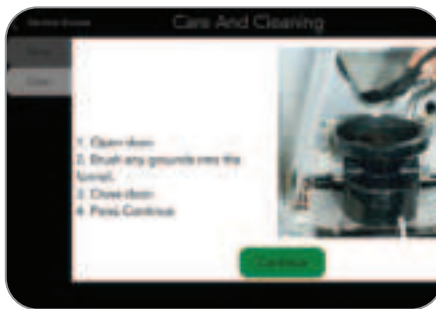 Care And Cleaning
1. Open door
2. Brush any grounds into the
funnel.
3. Close door
4. Press Continue
Continue